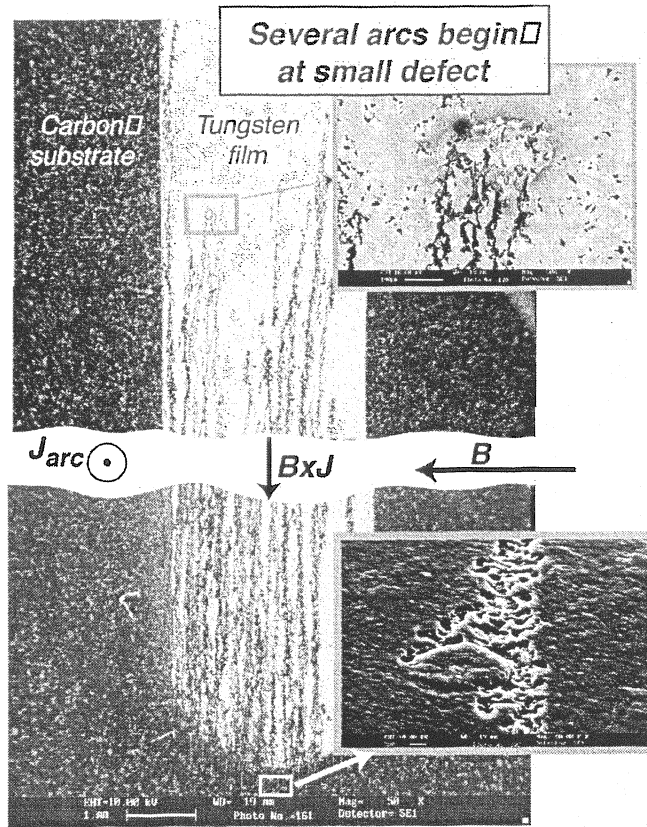 Several arcs begin□
at small defect
Carbon□
substrate
Tungsten
film
Jarc
BxJ
B
EHT=10.00 kV WD= 19 mm Mag= 50 X
1 mm Photo No.=161 Detector= SE1